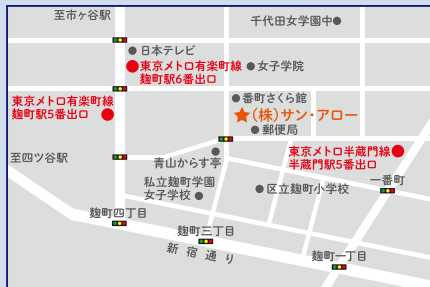 至市ヶ谷駅
千代田女学園中
日本テレビ
東京メトロ有楽町線
麹町駅6番出口
女子学院
東京メトロ有楽町線
麹町駅5番出口
番町さくら館
(株)サン・アロー
郵便局
至四ツ谷駅
青山からす亭
東京メトロ半蔵門線
半蔵門駅5番出口
私立麹町学園
女子学校
区立麹町小学校
一番町
麹町四丁目
麹町三丁目
新宿通り
麹町一丁目